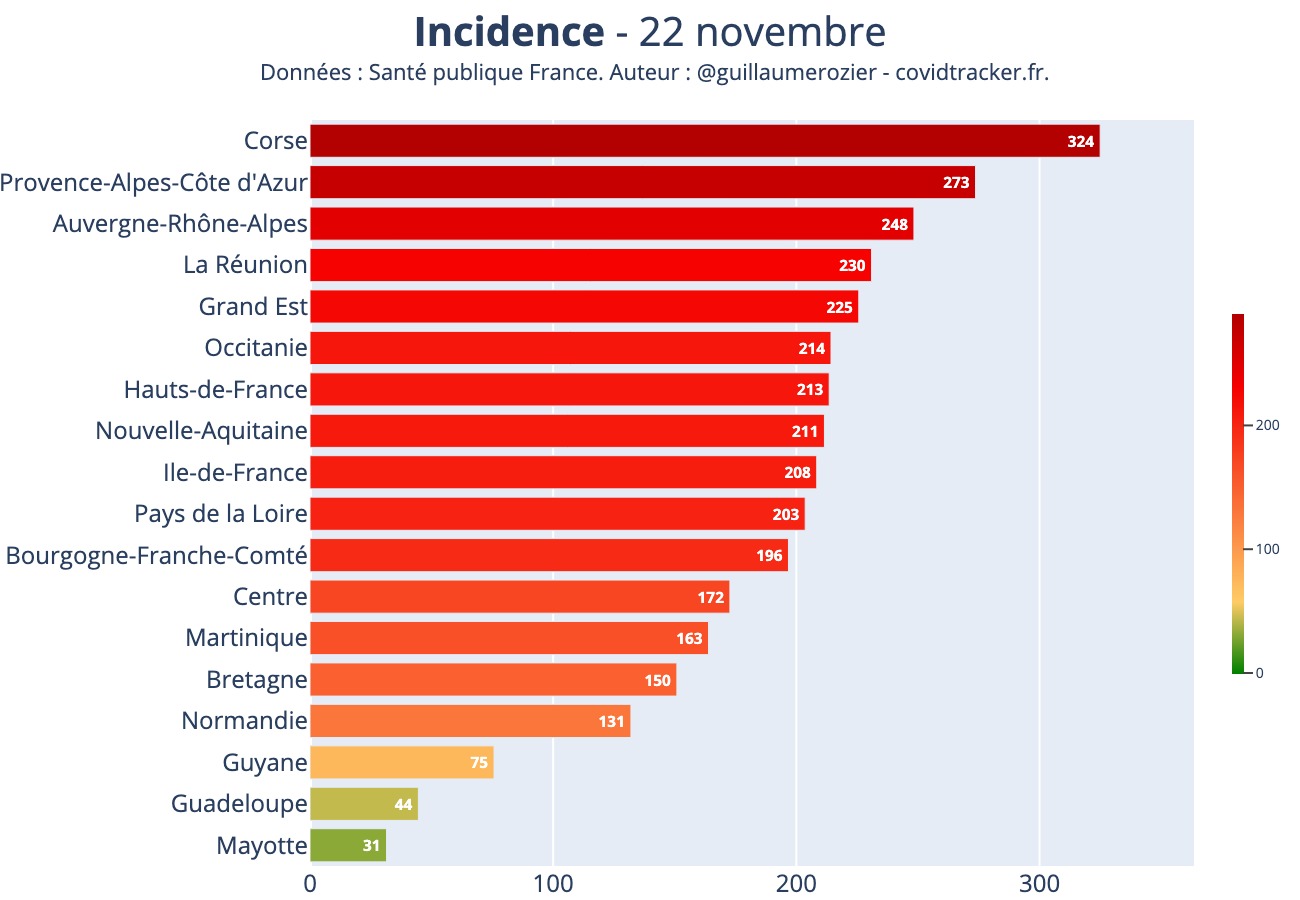 Incidence - 22 novembre
Données : Santé publique France. Auteur : @guillaumerozier - covidtracker.fr.
Corse 324
Provence-Alpes-Côte d'Azur 273
Auvergne-Rhône-Alpes 248
La Réunion 230
Grand Est 225
Occitanie 214
Hauts-de-France 213
Nouvelle-Aquitaine 211
Ile-de-France 208
Pays de la Loire 203
Bourgogne-Franche-Comté 196
Centre 172
Martinique 163
Bretagne 150
Normandie 131
Guyane 75
Guadeloupe 44
Mayotte 31
0 100 200 300
200
100
0